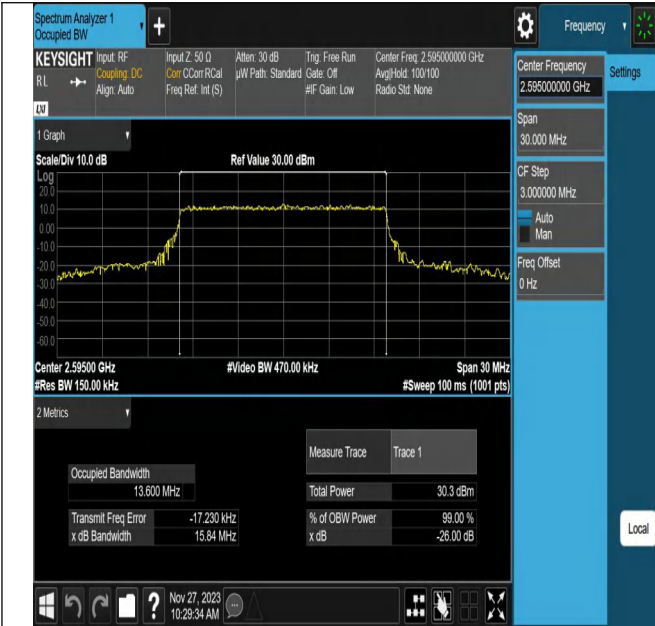 Spectrum Analyzer 1
Occupied BW
+
Frequency
KEYSIGHT
RL
LXI
Input: RF
Coupling: DC
Align: Auto
Input Z: 50 Ω
Corr CCorr RCal
Freq Ref: Int (S)
Atten: 30 dB
µW Path: Standard
Trig: Free Run
Gate: Off
#IF Gain: Low
Center Freq: 2.595000000 GHz
Avg|Hold: 100/100
Radio Std: None
Center Frequency
2.595000000 GHz
Settings
Span
30.000 MHz
CF Step
3.000000 MHz
Auto
Man
Freq Offset
0 Hz
1 Graph
Scale/Div 10.0 dB
Ref Value 30.00 dBm
Log
20.0
10.0
0.00
-10.0
-20.0
-30.0
-40.0
-50.0
-60.0
Center 2.59500 GHz
#Video BW 470.00 kHz
Span 30 MHz
#Res BW 150.00 kHz
#Sweep 100 ms (1001 pts)
2 Metrics
Measure Trace
Trace 1
Occupied Bandwidth
13.600 MHz
Total Power
30.3 dBm
Transmit Freq Error
-17.230 kHz
% of OBW Power
99.00 %
x dB Bandwidth
15.84 MHz
x dB
-26.00 dB
Local
?
Nov 27, 2023
10:29:34 AM